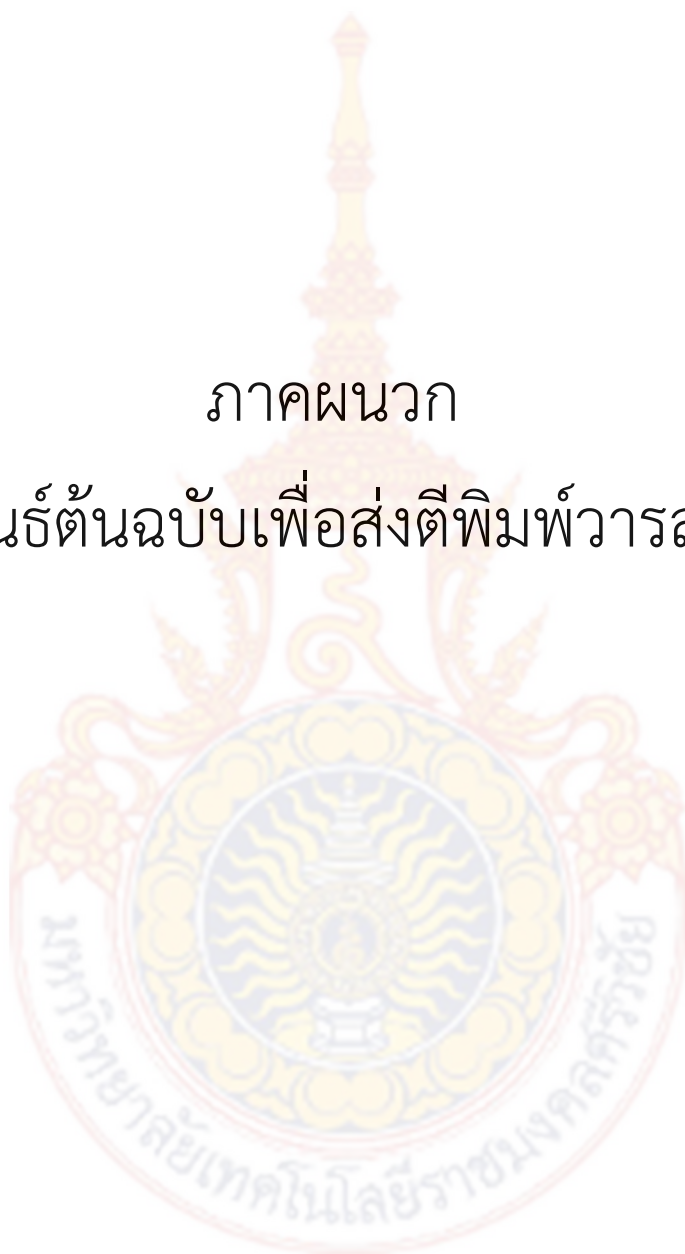 ภาคผนวก
นธ์ต้นฉบับเพื่อส่งตีพิมพ์วารส
มหาวิทยาลัยเทคโนโลยีราชมงคลศรีวิชัย